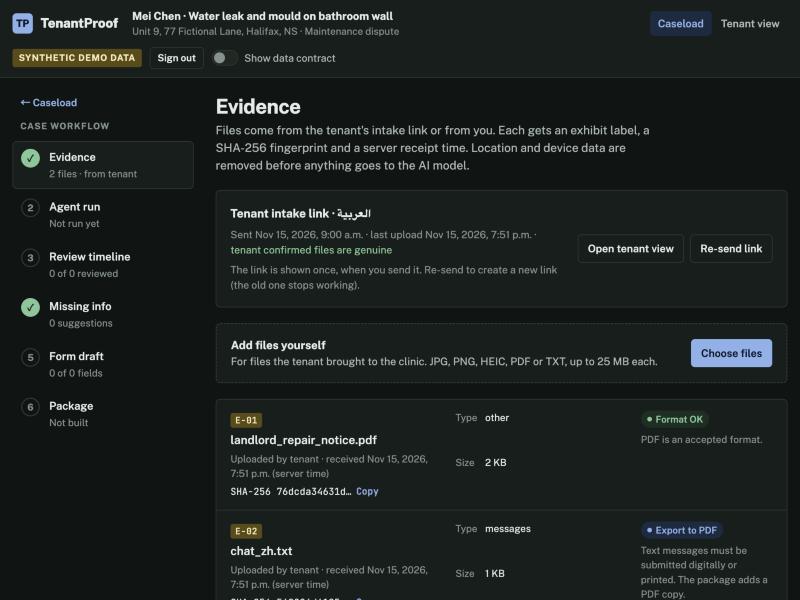 TP TenantProof
Mei Chen · Water leak and mould on bathroom wall
Unit 9, 77 Fictional Lane, Halifax, NS · Maintenance dispute
Caseload
Tenant view
SYNTHETIC DEMO DATA
Sign out
Show data contract
← Caseload
CASE WORKFLOW
Evidence
2 files · from tenant
2
Agent run
Not run yet
3
Review timeline
0 of 0 reviewed
Missing info
0 suggestions
5
Form draft
0 of 0 fields
6
Package
Not built
Evidence
Files come from the tenant's intake link or from you. Each gets an exhibit label, a
SHA-256 fingerprint and a server receipt time. Location and device data are
removed before anything goes to the AI model.
Tenant intake link · العربية
Sent Nov 15, 2026, 9:00 a.m. · last upload Nov 15, 2026, 7:51 p.m. ·
tenant confirmed files are genuine
The link is shown once, when you send it. Re-send to create a new link
(the old one stops working).
Open tenant view
Re-send link
Add files yourself
For files the tenant brought to the clinic. JPG, PNG, HEIC, PDF or TXT, up to 25 MB each.
Choose files
E-01
landlord_repair_notice.pdf
Uploaded by tenant · received Nov 15, 2026,
7:51 p.m. (server time)
SHA-256 76dcda34631d… Copy
Type other
Size 2 KB
Format OK
PDF is an accepted format.
E-02
chat_zh.txt
Uploaded by tenant · received Nov 15, 2026,
7:51 p.m. (server time)
Type messages
Size 1 KB
Export to PDF
Text messages must be
submitted digitally or
printed. The package adds a
PDF copy.